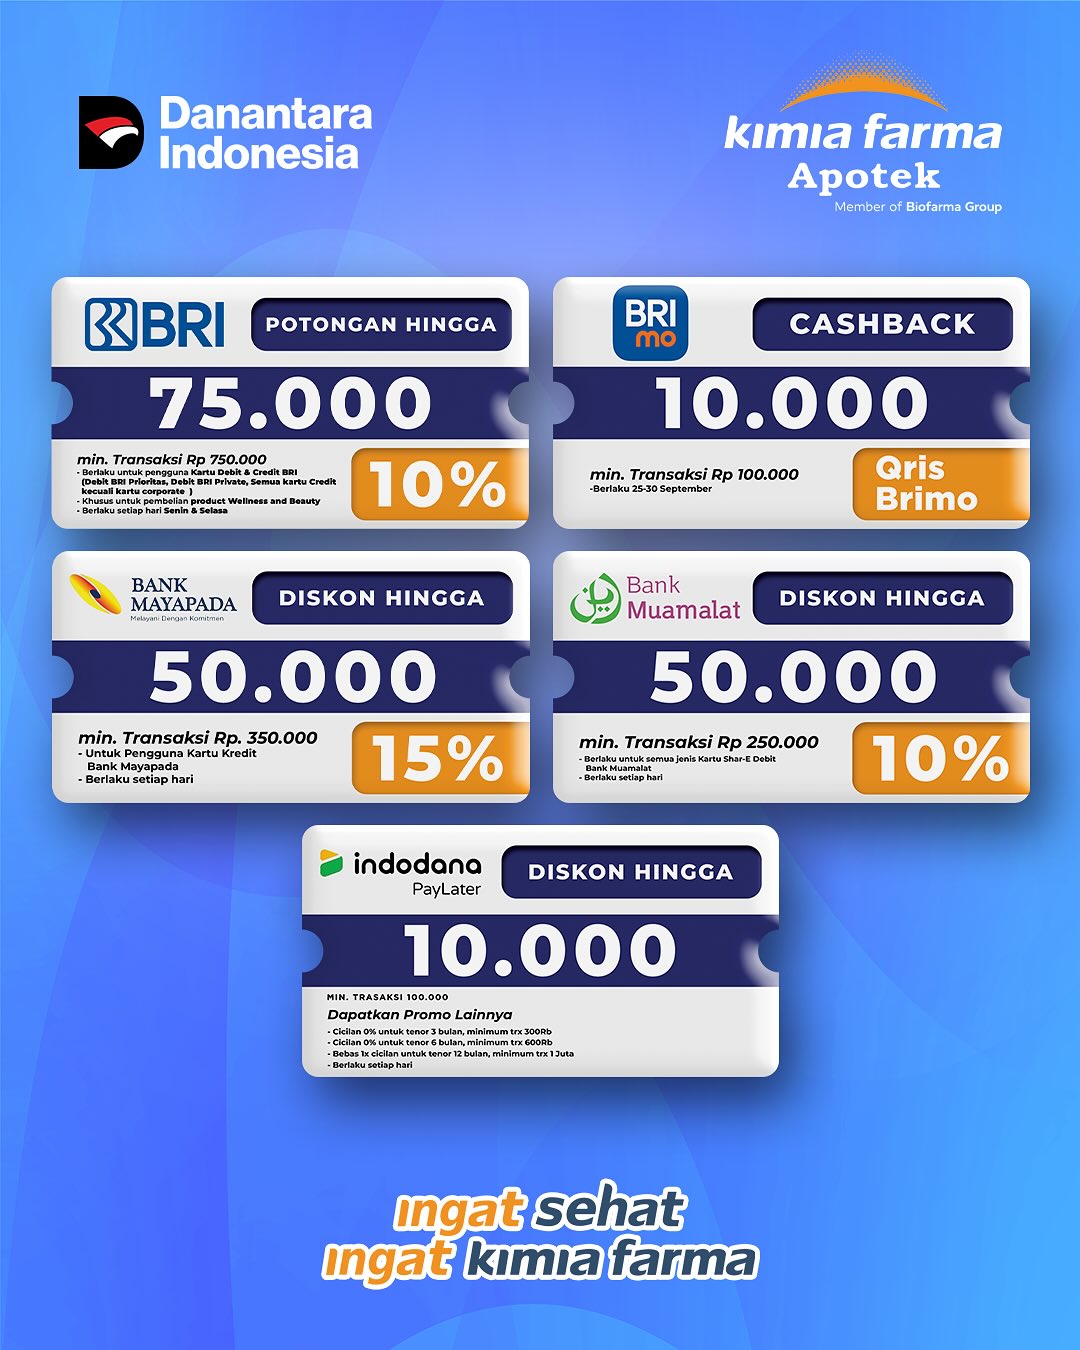 Danantara
Indonesia
kimia farma
Apotek
Member of Biofarma Group
BRI
POTONGAN HINGGA
75.000
min. Transaksi Rp 750.000
- Berlaku untuk pengguna Kartu Debit & Credit BRI
(Debit BRI Prioritas, Debit BRI Private, Semua kartu Credit
kecuali kartu corporate )
- Khusus untuk pembelian product Wellness and Beauty
- Berlaku setiap hari Senin & Selasa
10%
BRI
mo
CASHBACK
10.000
min. Transaksi Rp 100.000
-Berlaku 25-30 September
Qris
Brimo
BANK
MAYAPADA
Melayani Dengan Komitmen
DISKON HINGGA
50.000
min. Transaksi Rp. 350.000
- Untuk Pengguna Kartu Kredit
Bank Mayapada
- Berlaku setiap hari
15%
Bank
Muamalat
DISKON HINGGA
50.000
min. Transaksi Rp 250.000
- Berlaku untuk semua jenis Kartu Shar-E Debit
Bank Muamalat
- Berlaku setiap hari
10%
indodana
PayLater
DISKON HINGGA
10.000
MIN. TRASAKSI 100.000
Dapatkan Promo Lainnya
- Cicilan 0% untuk tenor 3 bulan, minimum trx 300Rb
- Cicilan 0% untuk tenor 6 bulan, minimum trx 600Rb
- Bebas 1x cicilan untuk tenor 12 bulan, minimum trx 1 Juta
- Berlaku setiap hari
ingat sehat
ingat kimia farma